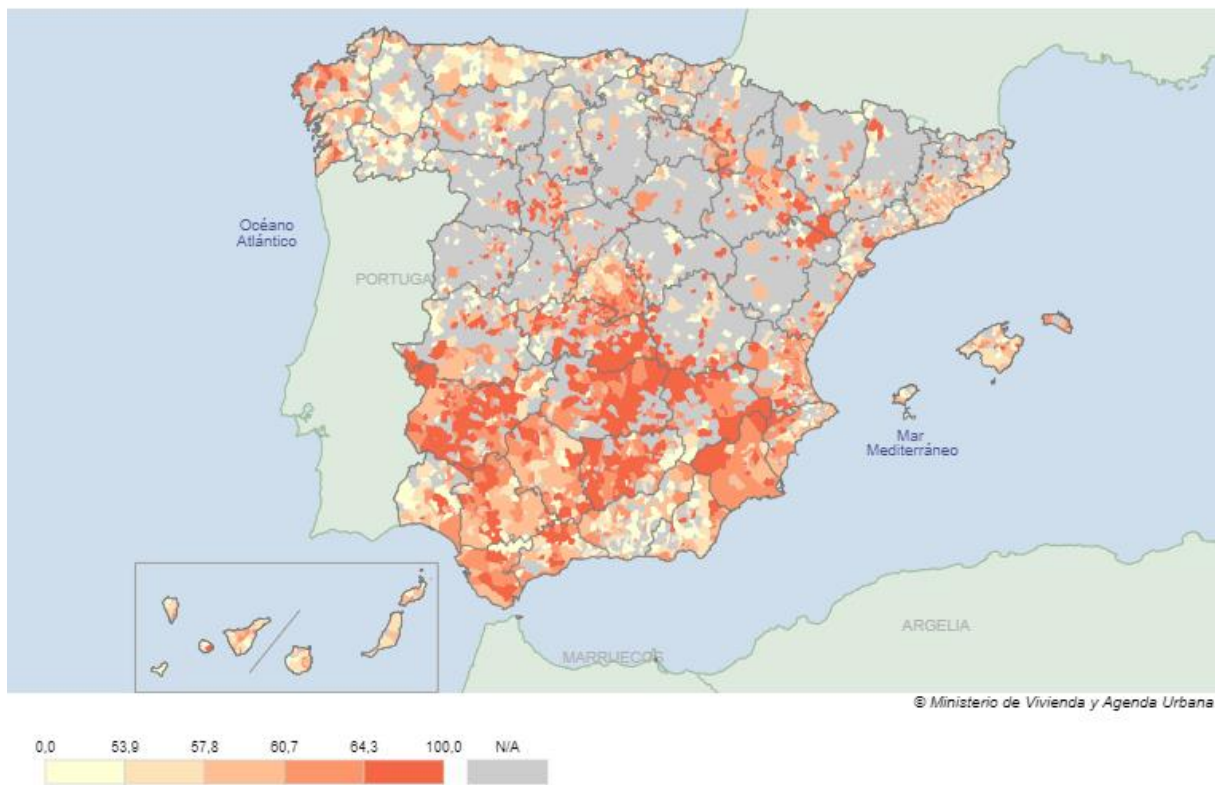 Océano
Atlántico
PORTUGA
Mar
Mediterráneo
ARGELIA
MARRUECOS
© Ministerio de Vivienda y Agenda Urbana
0,0 53,9 57,8 60,7 64,3 100,0 N/A